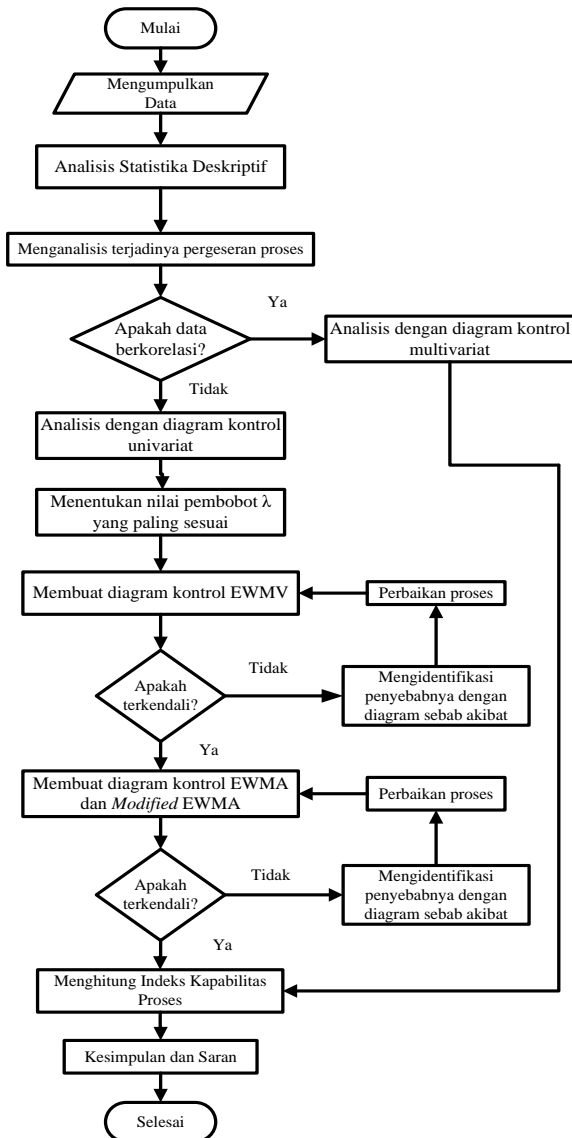 Mulai
Mengumpulkan
Data
Analisis Statistika Deskriptif
Menganalisis terjadinya pergeseran proses
Apakah data
berkorelasi?
Ya
Analisis dengan diagram kontrol
multivariat
Tidak
Analisis dengan diagram kontrol
univariat
Menentukan nilai pembobot λ
yang paling sesuai
Membuat diagram kontrol EWMV
Perbaikan proses
Apakah
terkendali?
Tidak
Mengidentifikasi
penyebabnya dengan
diagram sebab akibat
Ya
Membuat diagram kontrol EWMA
dan Modified EWMA
Perbaikan proses
Apakah
terkendali?
Tidak
Mengidentifikasi
penyebabnya dengan
diagram sebab akibat
Ya
Menghitung Indeks Kapabilitas
Proses
Kesimpulan dan Saran
Selesai